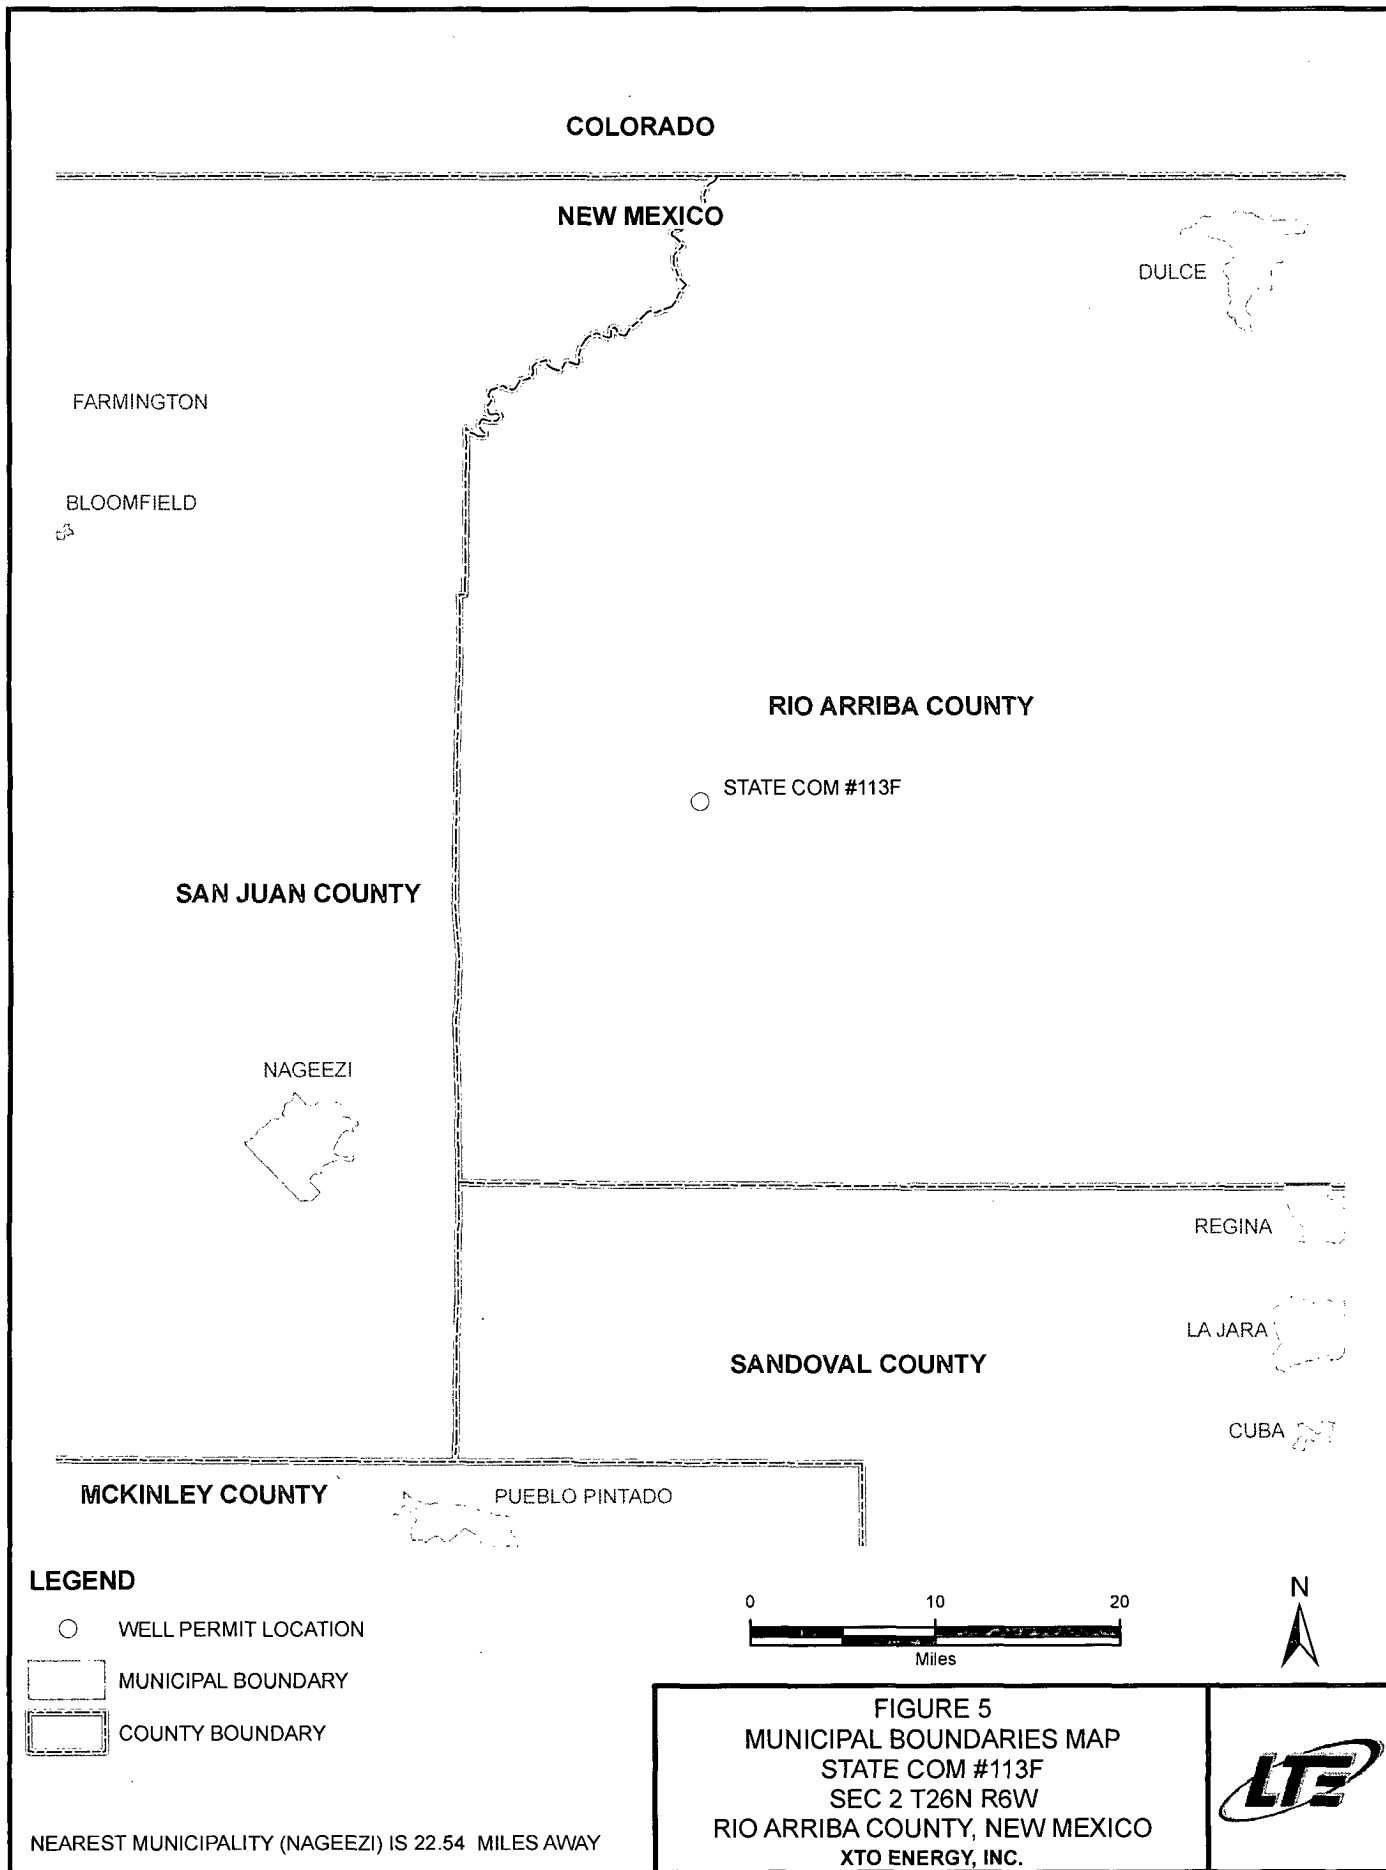 COLORADO
NEW MEXICO
DULCE
FARMINGTON
BLOOMFIELD
RIO ARRIBA COUNTY
STATE COM #113F
SAN JUAN COUNTY
NAGEEZI
REGINA
LA JARA
SANDOVAL COUNTY
CUBA
MCKINLEY COUNTY
PUEBLO PINTADO
LEGEND
WELL PERMIT LOCATION
MUNICIPAL BOUNDARY
COUNTY BOUNDARY
NEAREST MUNICIPALITY (NAGEEZI) IS 22.54 MILES AWAY
0 10 20
Miles
N
FIGURE 5
MUNICIPAL BOUNDARIES MAP
STATE COM #113F
SEC 2 T26N R6W
RIO ARRIBA COUNTY, NEW MEXICO
XTO ENERGY, INC.
LTE